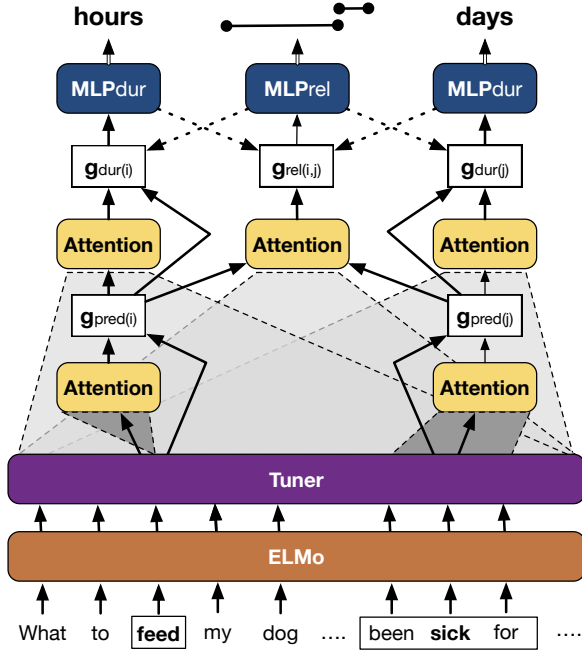 hours days
MLPdur MLPrel MLPdur
gdur(i) grel(i,j) gdur(j)
Attention Attention Attention
gpred(i) gpred(j)
Attention Attention
Tuner
ELMo
What to feed my dog .... been sick for ....